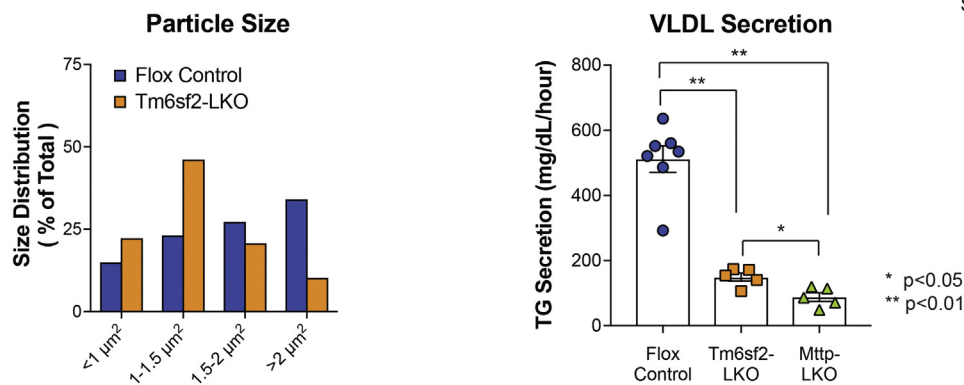 Particle Size
75
50
25
0
Size Distribution
( % of Total )
Flox Control
Tm6sf2-LKO
<1 µm²
1-1.5 µm²
1.5-2 µm²
>2 µm²
VLDL Secretion
800
600
400
200
0
TG Secretion (mg/dL/hour)
**
**
*
Flox
Control
Tm6sf2-
LKO
Mttp-
LKO
* p<0.05
** p<0.01